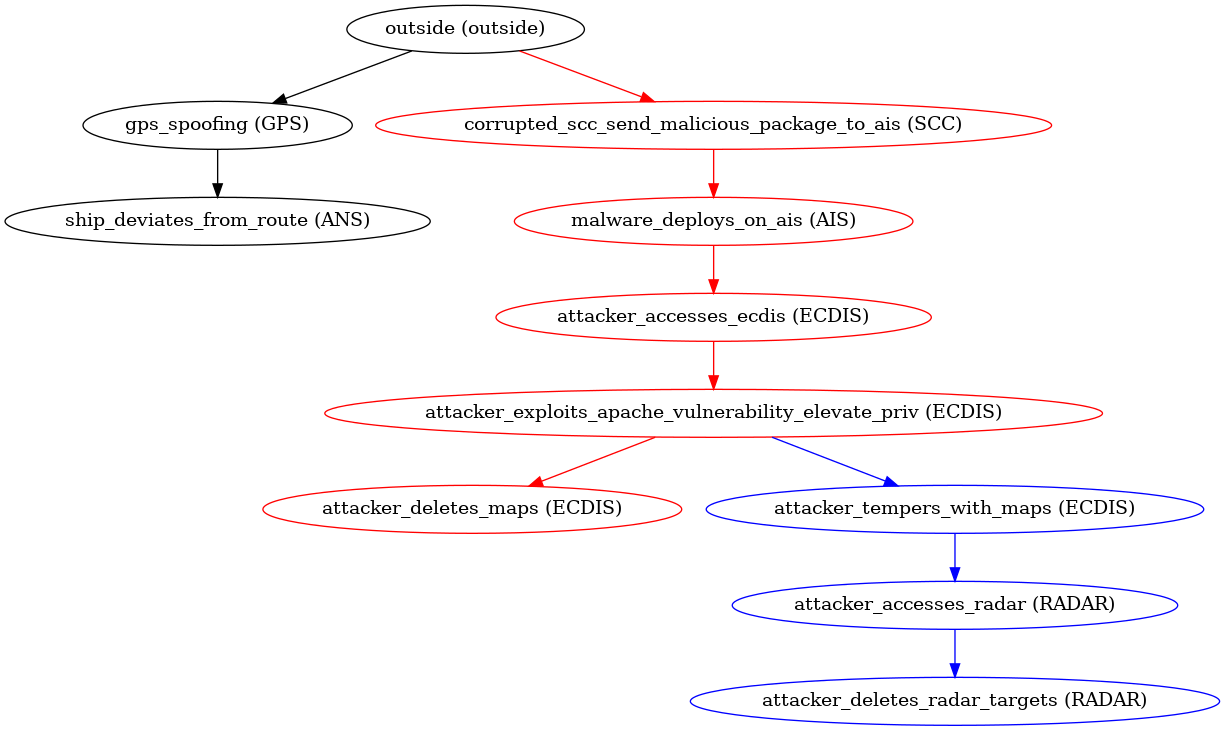 outside (outside)
gps_spoofing (GPS)
corrupted_scc_send_malicious_package_to_ais (SCC)
ship_deviates_from_route (ANS)
malware_deploys_on_ais (AIS)
attacker_accesses_ecdis (ECDIS)
attacker_exploits_apache_vulnerability_elevate_priv (ECDIS)
attacker_deletes_maps (ECDIS)
attacker_tempers_with_maps (ECDIS)
attacker_accesses_radar (RADAR)
attacker_deletes_radar_targets (RADAR)